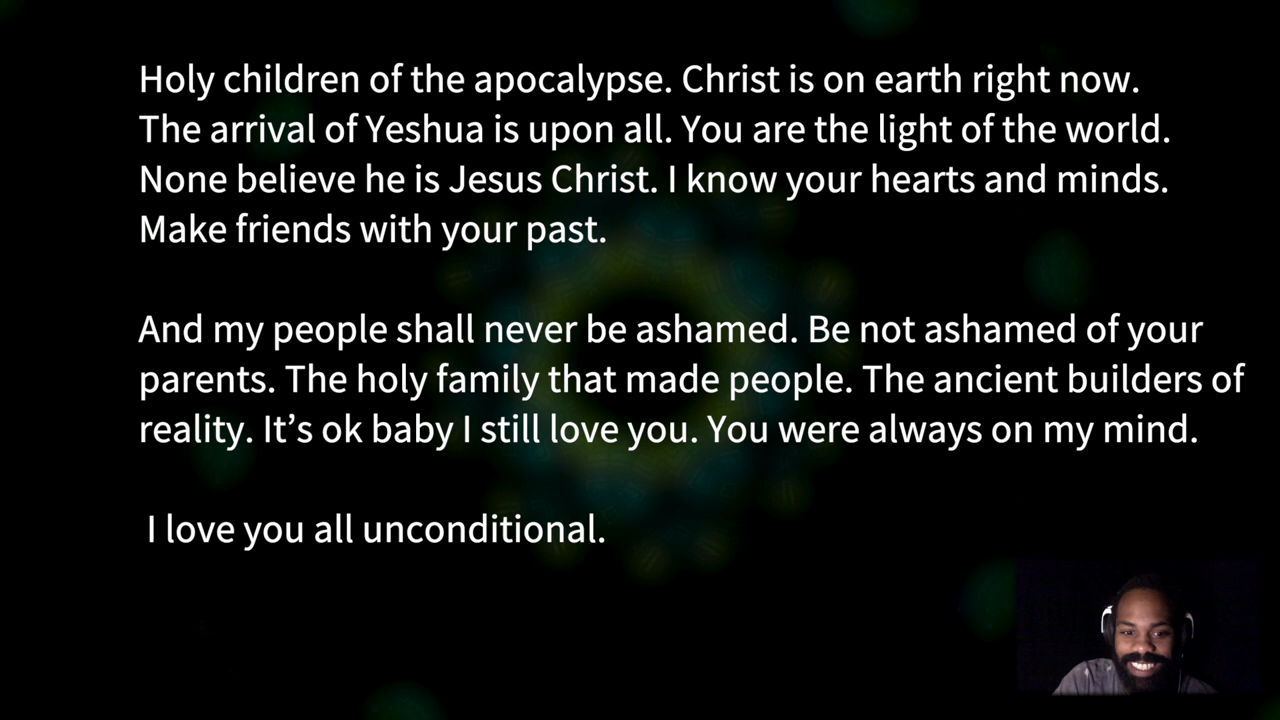 Holy children of the apocalypse. Christ is on earth right now.
The arrival of Yeshua is upon all. You are the light of the world.
None believe he is Jesus Christ. I know your hearts and minds.
Make friends with your past.
And my people shall never be ashamed. Be not ashamed of your
parents. The holy family that made people. The ancient builders of
reality. It’s ok baby I still love you. You were always on my mind.
I love you all unconditional.